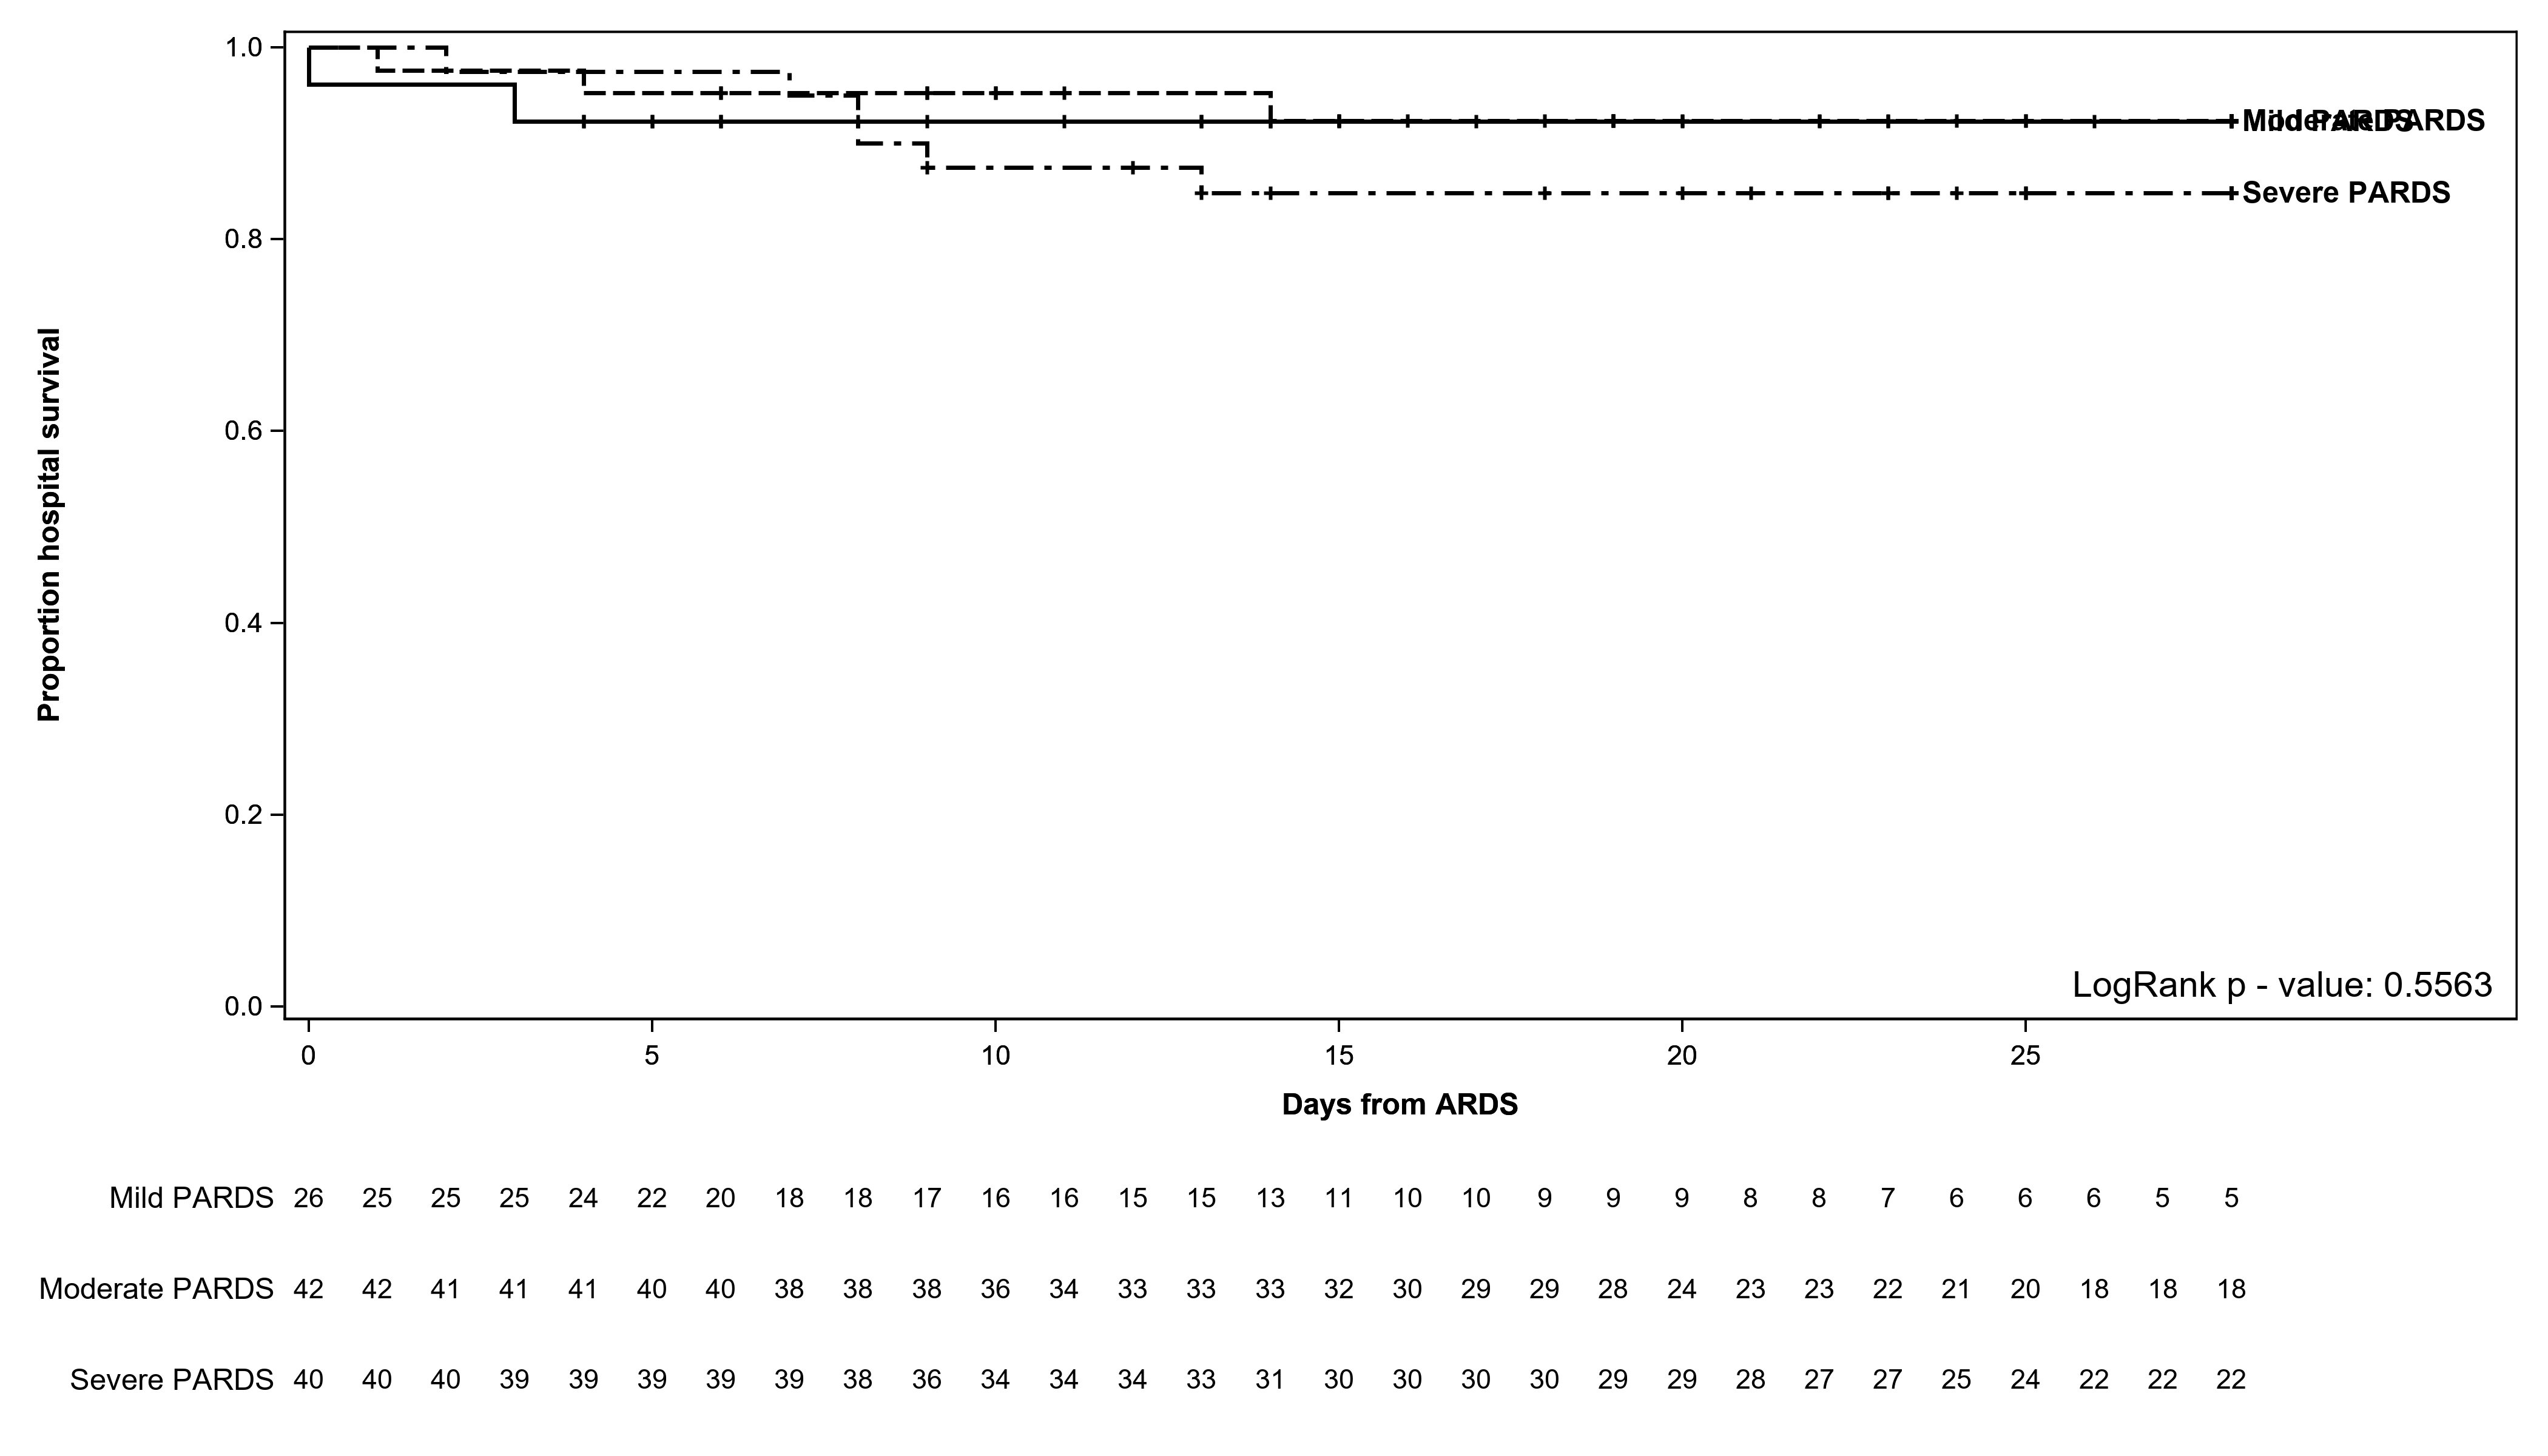 1.0
0.8
0.6
0.4
0.2
0.0
Proportion hospital survival
Moderate PARDS
Mild PARDS
Severe PARDS
LogRank p - value: 0.5563
0 5 10 15 20 25
Days from ARDS
Mild PARDS 26 25 25 25 24 22 20 18 18 17 16 16 15 15 13 11 10 10 9 9 9 8 8 7 6 6 6 5 5
Moderate PARDS 42 42 41 41 41 40 40 38 38 38 36 34 33 33 33 32 30 29 29 28 24 23 23 22 21 20 18 18 18
Severe PARDS 40 40 40 39 39 39 39 39 38 36 34 34 34 33 31 30 30 30 30 29 29 28 27 27 25 24 22 22 22